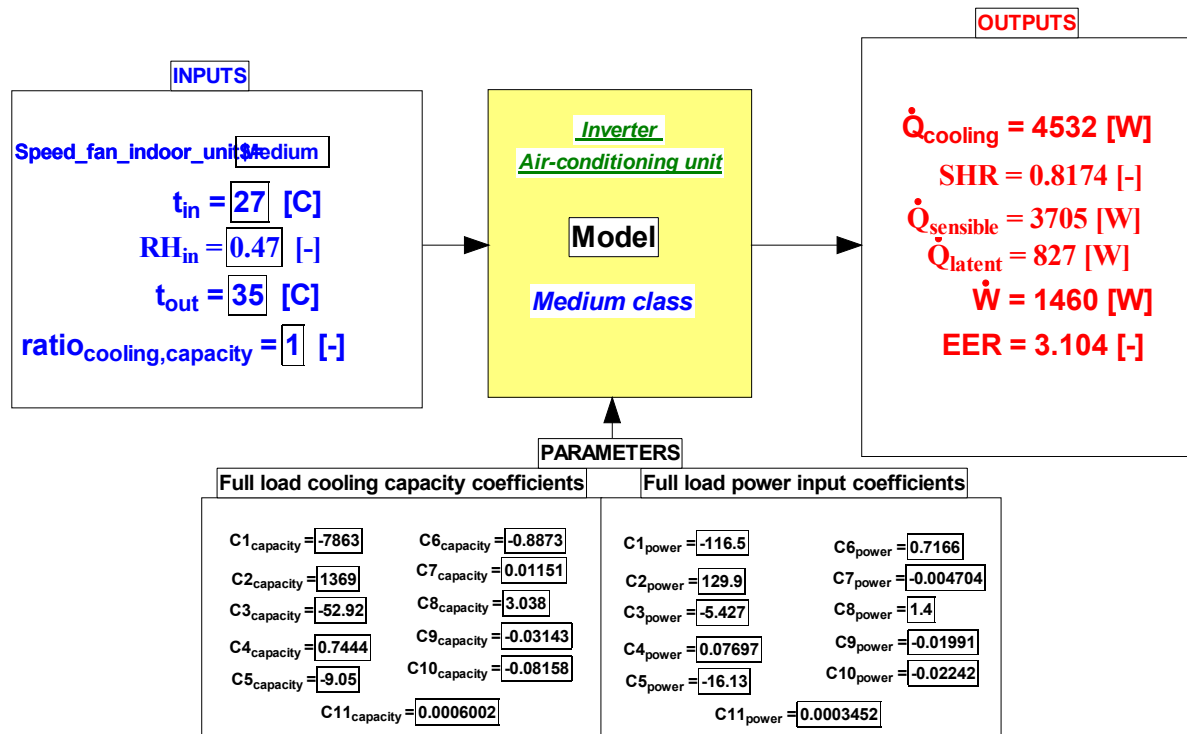 INPUTS
Speed_fan_indoor_unit$= Medium
t_in = 27 [C]
RH_in = 0.47 [-]
t_out = 35 [C]
ratio_cooling,capacity = 1 [-]
Inverter
Air-conditioning unit
Model
Medium class
OUTPUTS
Q̇_cooling = 4532 [W]
SHR = 0.8174 [-]
Q̇_sensible = 3705 [W]
Q̇_latent = 827 [W]
Ẇ = 1460 [W]
EER = 3.104 [-]
PARAMETERS
Full load cooling capacity coefficients
C1_capacity = -7863
C2_capacity = 1369
C3_capacity = -52.92
C4_capacity = 0.7444
C5_capacity = -9.05
C6_capacity = -0.8873
C7_capacity = 0.01151
C8_capacity = 3.038
C9_capacity = -0.03143
C10_capacity = -0.08158
C11_capacity = 0.0006002
Full load power input coefficients
C1_power = -116.5
C2_power = 129.9
C3_power = -5.427
C4_power = 0.07697
C5_power = -16.13
C6_power = 0.7166
C7_power = -0.004704
C8_power = 1.4
C9_power = -0.01991
C10_power = -0.02242
C11_power = 0.0003452